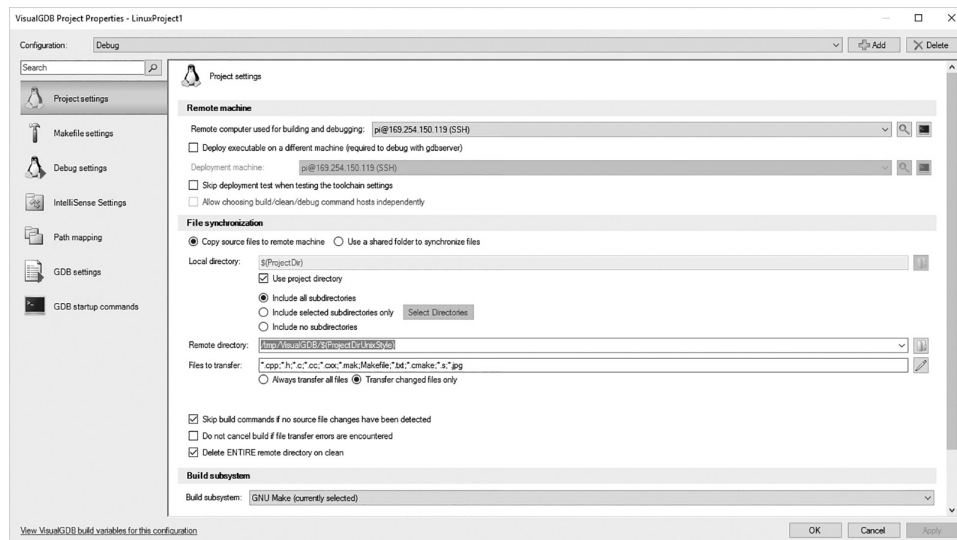 VisualGDB Project Properties - LinuxProject1
Configuration: Debug Add Delete
Search
Project settings
Makefile settings
Debug settings
IntelliSense Settings
Path mapping
GDB settings
GDB startup commands
Project settings
Remote machine
Remote computer used for building and debugging: pi@169.254.150.119 (SSH)
Deploy executable on a different machine (required to debug with gdbserver)
Deployment machine: pi@169.254.150.119 (SSH)
Skip deployment test when testing the toolchain settings
Allow choosing build/clean/debug command hosts independently
File synchronization
Copy source files to remote machine Use a shared folder to synchronize files
Local directory: $(ProjectDir)
Use project directory
Include all subdirectories
Include selected subdirectories only Select Directories
Include no subdirectories
Remote directory: /tmp/VisualGDB/$(ProjectDirUnixStyle)
Files to transfer: *.cpp;*.h;*.c;*.cc;*.cxx;*.mak;Makefile;*.txt;*.cmake;*.s;*.jpg
Always transfer all files Transfer changed files only
Skip build commands if no source file changes have been detected
Do not cancel build if file transfer errors are encountered
Delete ENTIRE remote directory on clean
Build subsystem
Build subsystem: GNU Make (currently selected)
View VisualGDB build variables for this configuration
OK Cancel Apply